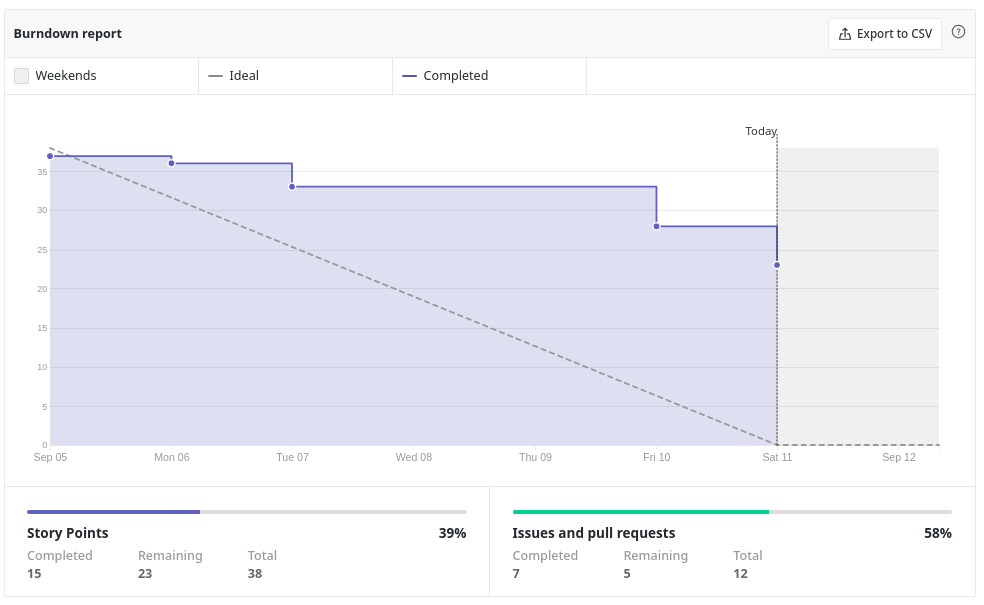 Burndown report
Export to CSV
?
Weekends
Ideal
Completed
Today
35
30
25
20
15
10
5
0
Sep 05
Mon 06
Tue 07
Wed 08
Thu 09
Fri 10
Sat 11
Sep 12
Story Points 39%
Completed Remaining Total
15 23 38
Issues and pull requests 58%
Completed Remaining Total
7 5 12